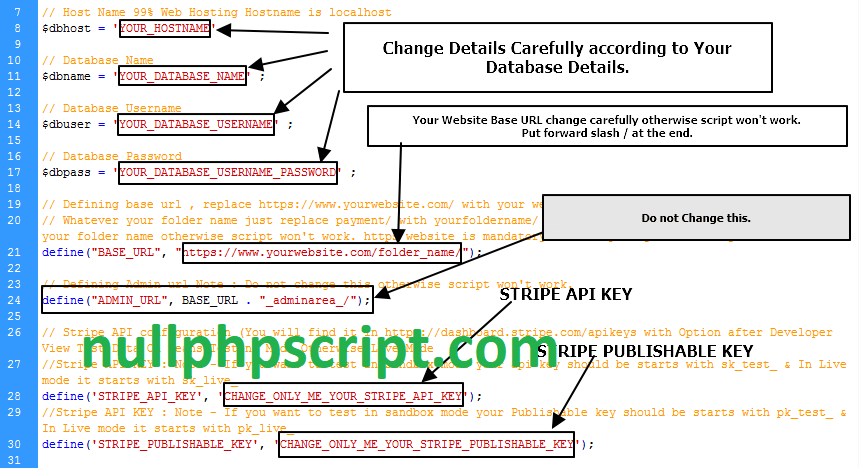 7 // Host Name 99% Web Hosting Hostname is localhost
8 $dbhost = 'YOUR_HOSTNAME'
9
Change Details Carefully according to Your
Database Details.
10 // Database Name
11 $dbname = 'YOUR_DATABASE_NAME' ;
12
13 // Database Username
14 $dbuser = 'YOUR_DATABASE_USERNAME' ;
15
Your Website Base URL change carefully otherwise script won't work.
Put forward slash / at the end.
16 // Database Password
17 $dbpass = 'YOUR_DATABASE_USERNAME_PASSWORD' ;
18
19 // Defining base url , replace https://www.yourwebsite.com/ with your
20 // Whatever your folder name just replace payment/ with yourfoldername/
your folder name otherwise script won't work. website is
Do not Change this.
21 define("BASE_URL", "https://www.yourwebsite.com/folder_name/");
22
23 // Defining Admin url Note : Do not change this otherwise script won't work.
24 define("ADMIN_URL", BASE_URL . "_adminarea_/");
25
STRIPE API KEY
26 // Stripe API configuration (You will find it in https://dashboard.stripe.com/apikeys with Option after Developer
View Test Data
nullphpscript.com
STRIPE PUBLISHABLE KEY
27 //Stripe API KEY : Note - If you want to test in sandbox mode your api key should be starts with sk_test_ & In Live
mode it starts with sk_live_
28 define('STRIPE_API_KEY', 'CHANGE_ONLY_ME_YOUR_STRIPE_API_KEY');
29 //Stripe API KEY : Note - If you want to test in sandbox mode your Publishable key should be starts with pk_test_ &
In Live mode it starts with pk_live_
30 define('STRIPE_PUBLISHABLE_KEY', 'CHANGE_ONLY_ME_YOUR_STRIPE_PUBLISHABLE_KEY');
31